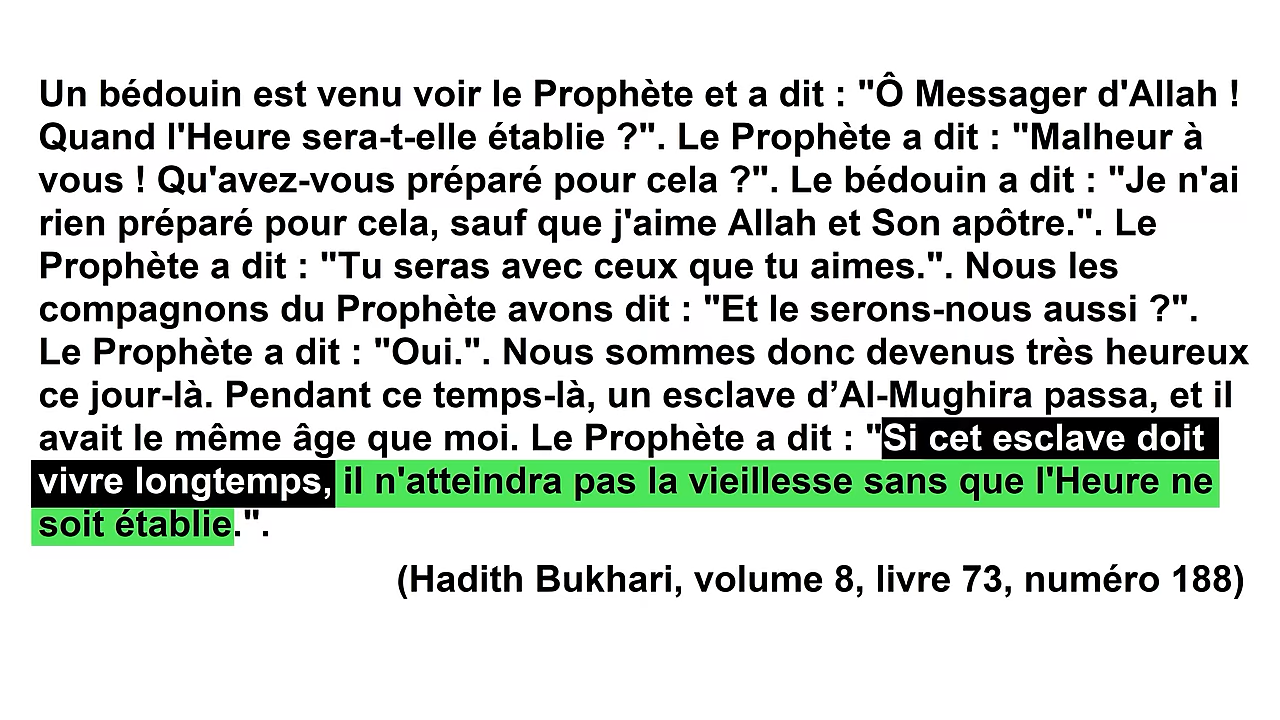 Un bédouin est venu voir le Prophète et a dit : "Ô Messager d'Allah !
Quand l'Heure sera-t-elle établie ?". Le Prophète a dit : "Malheur à
vous ! Qu'avez-vous préparé pour cela ?". Le bédouin a dit : "Je n'ai
rien préparé pour cela, sauf que j'aime Allah et Son apôtre.". Le
Prophète a dit : "Tu seras avec ceux que tu aimes.". Nous les
compagnons du Prophète avons dit : "Et le serons-nous aussi ?".
Le Prophète a dit : "Oui.". Nous sommes donc devenus très heureux
ce jour-là. Pendant ce temps-là, un esclave d’Al-Mughira passa, et il
avait le même âge que moi. Le Prophète a dit : "Si cet esclave doit
vivre longtemps, il n'atteindra pas la vieillesse sans que l'Heure ne
soit établie.".
(Hadith Bukhari, volume 8, livre 73, numéro 188)